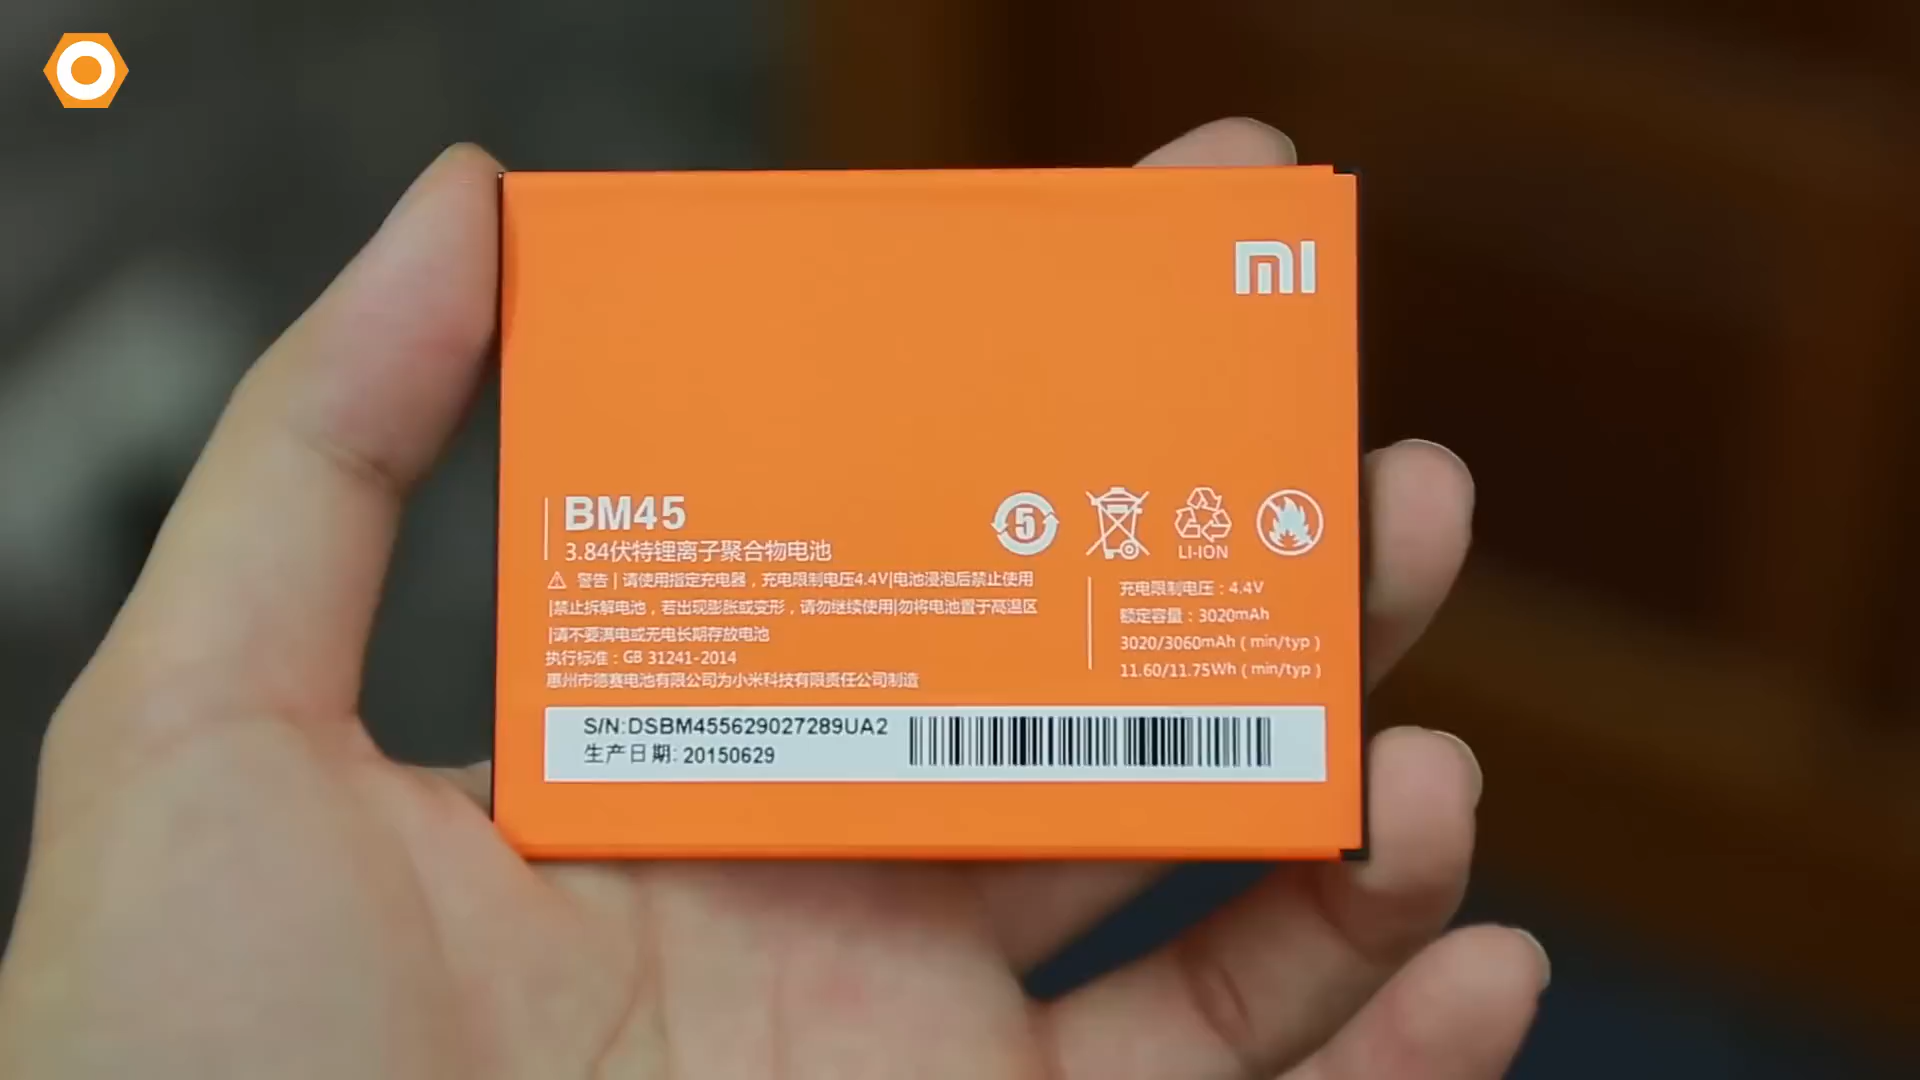 mi
BM45
3.84伏特锂离子聚合物电池
5
LI-ION
警告|请使用指定充电器，充电限制电压4.4V|电池浸泡后禁止使用
|禁止拆解电池，若出现膨胀或变形，请勿继续使用|勿将电池置于高温区
|请不要满电或无电长期存放电池
执行标准：GB 31241-2014
惠州市德赛电池有限公司为小米科技有限责任公司制造
充电限制电压：4.4V
额定容量：3020mAh
3020/3060mAh ( min/typ )
11.60/11.75Wh ( min/typ )
S/N:DSBM455629027289UA2
生产日期: 20150629